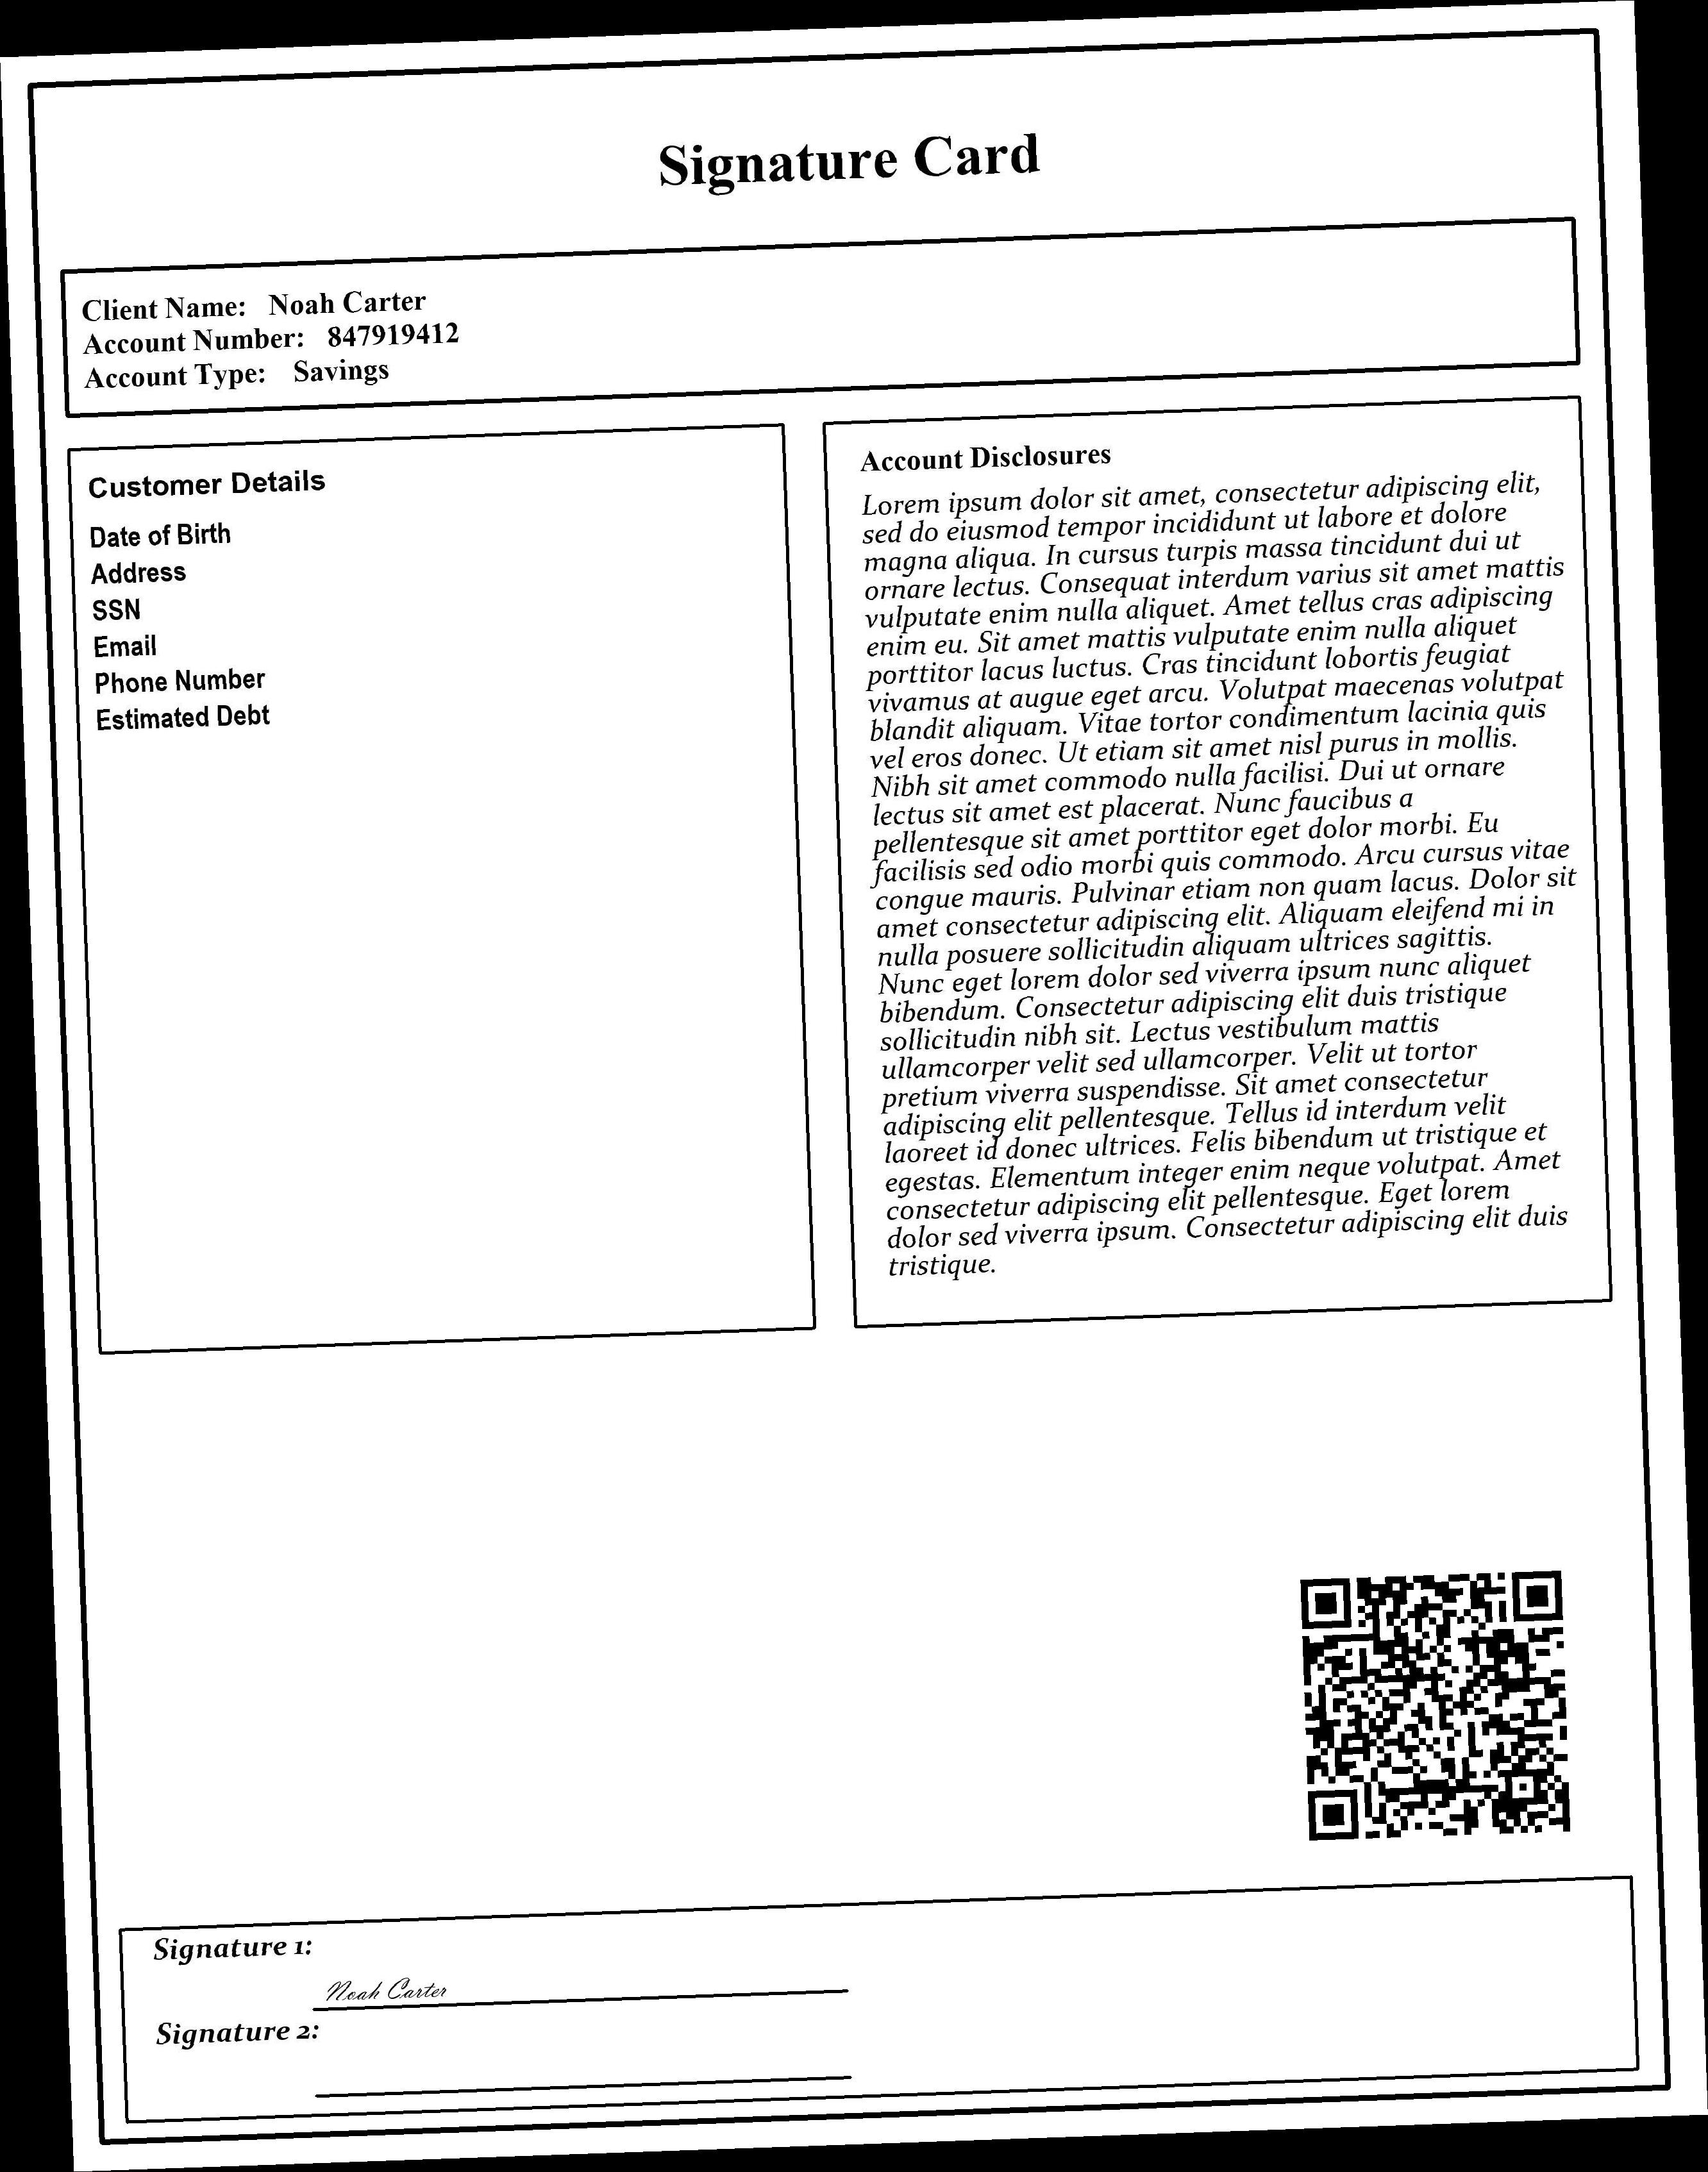 Signature Card
Client Name: Noah Carter
Account Number: 847919412
Account Type: Savings
Customer Details
Date of Birth
Address
SSN
Email
Phone Number
Estimated Debt
Account Disclosures
Lorem ipsum dolor sit amet, consectetur adipiscing elit,
sed do eiusmod tempor incididunt ut labore et dolore
magna aliqua. In cursus turpis massa tincidunt dui ut
ornare lectus. Consequat interdum varius sit amet mattis
vulputate enim nulla aliquet. Amet tellus cras adipiscing
enim eu. Sit amet mattis vulputate enim nulla aliquet
porttitor lacus luctus. Cras tincidunt lobortis feugiat
vivamus at augue eget arcu. Volutpat maecenas volutpat
blandit aliquam. Vitae tortor condimentum lacinia quis
vel eros donec. Ut etiam sit amet nisl purus in mollis.
Nibh sit amet commodo nulla facilisi. Dui ut ornare
lectus sit amet est placerat. Nunc faucibus a
pellentesque sit amet porttitor eget dolor morbi. Eu
facilisis sed odio morbi quis commodo. Arcu cursus vitae
congue mauris. Pulvinar etiam non quam lacus. Dolor sit
amet consectetur adipiscing elit. Aliquam eleifend mi in
nulla posuere sollicitudin aliquam ultrices sagittis.
Nunc eget lorem dolor sed viverra ipsum nunc aliquet
bibendum. Consectetur adipiscing elit duis tristique
sollicitudin nibh sit. Lectus vestibulum mattis
ullamcorper velit sed ullamcorper. Velit ut tortor
pretium viverra suspendisse. Sit amet consectetur
adipiscing elit pellentesque. Tellus id interdum velit
laoreet id donec ultrices. Felis bibendum ut tristique et
egestas. Elementum integer enim neque volutpat. Amet
consectetur adipiscing elit pellentesque. Eget lorem
dolor sed viverra ipsum. Consectetur adipiscing elit duis
tristique.
Signature 1:
Noah Carter
Signature 2: